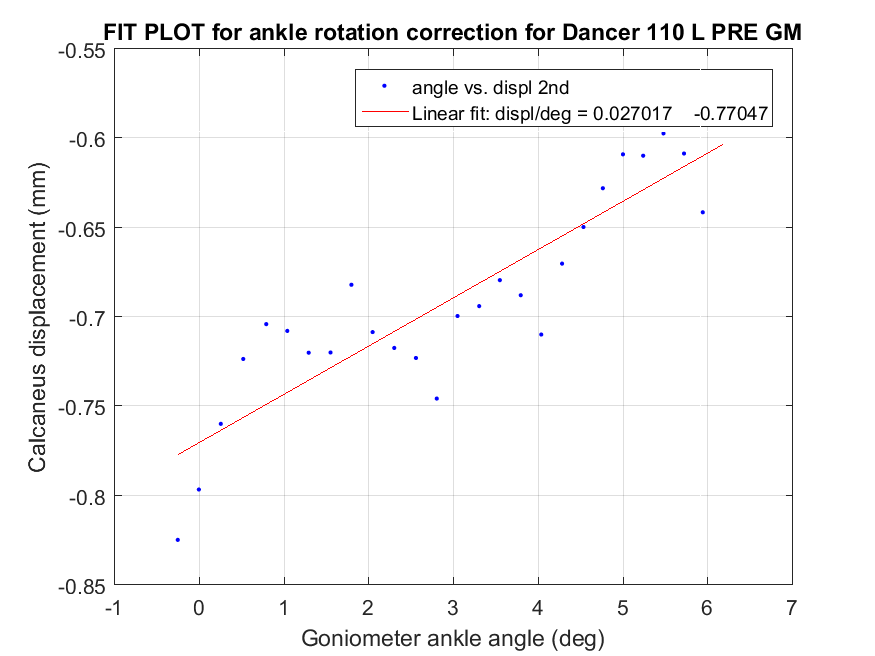 FIT PLOT for ankle rotation correction for Dancer 110 L PRE GM
-0.55
angle vs. displ 2nd
Linear fit: displ/deg = 0.027017 -0.77047
-0.6
-0.65
-0.7
-0.75
-0.8
-0.85
Calcaneus displacement (mm)
-1 0 1 2 3 4 5 6 7
Goniometer ankle angle (deg)